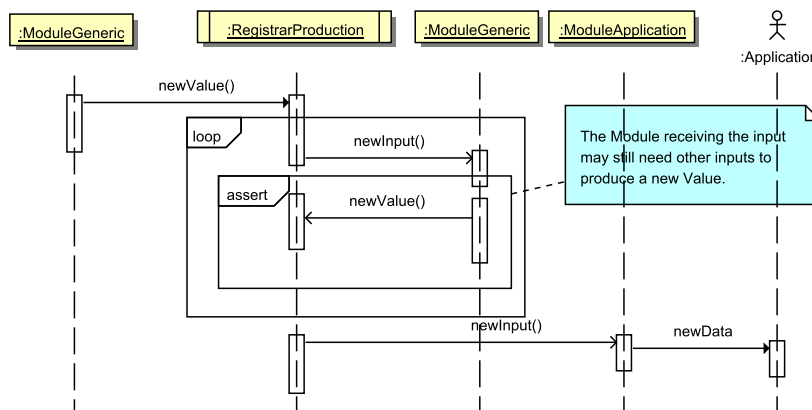 :ModuleGeneric
:RegistrarProduction
:ModuleGeneric
:ModuleApplication
:Application
newValue()
loop
newInput()
The Module receiving the input
may still need other inputs to
produce a new Value.
assert
newValue()
newInput()
newData